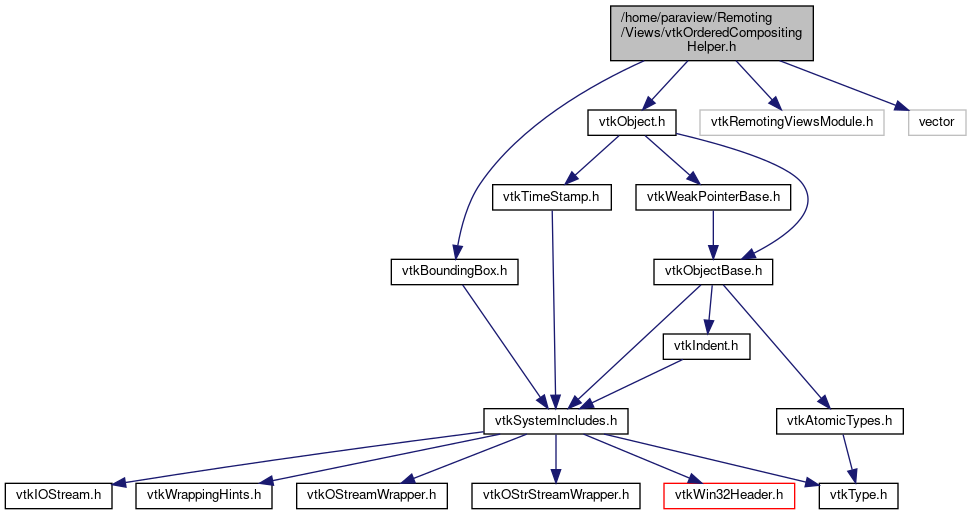 /home/paraview/Remoting
/Views/vtkOrderedCompositing
Helper.h
vtkObject.h
vtkRemotingViewsModule.h
vector
vtkTimeStamp.h
vtkWeakPointerBase.h
vtkBoundingBox.h
vtkObjectBase.h
vtkIndent.h
vtkSystemIncludes.h
vtkAtomicTypes.h
vtkIOStream.h
vtkWrappingHints.h
vtkOStreamWrapper.h
vtkOStrStreamWrapper.h
vtkWin32Header.h
vtkType.h